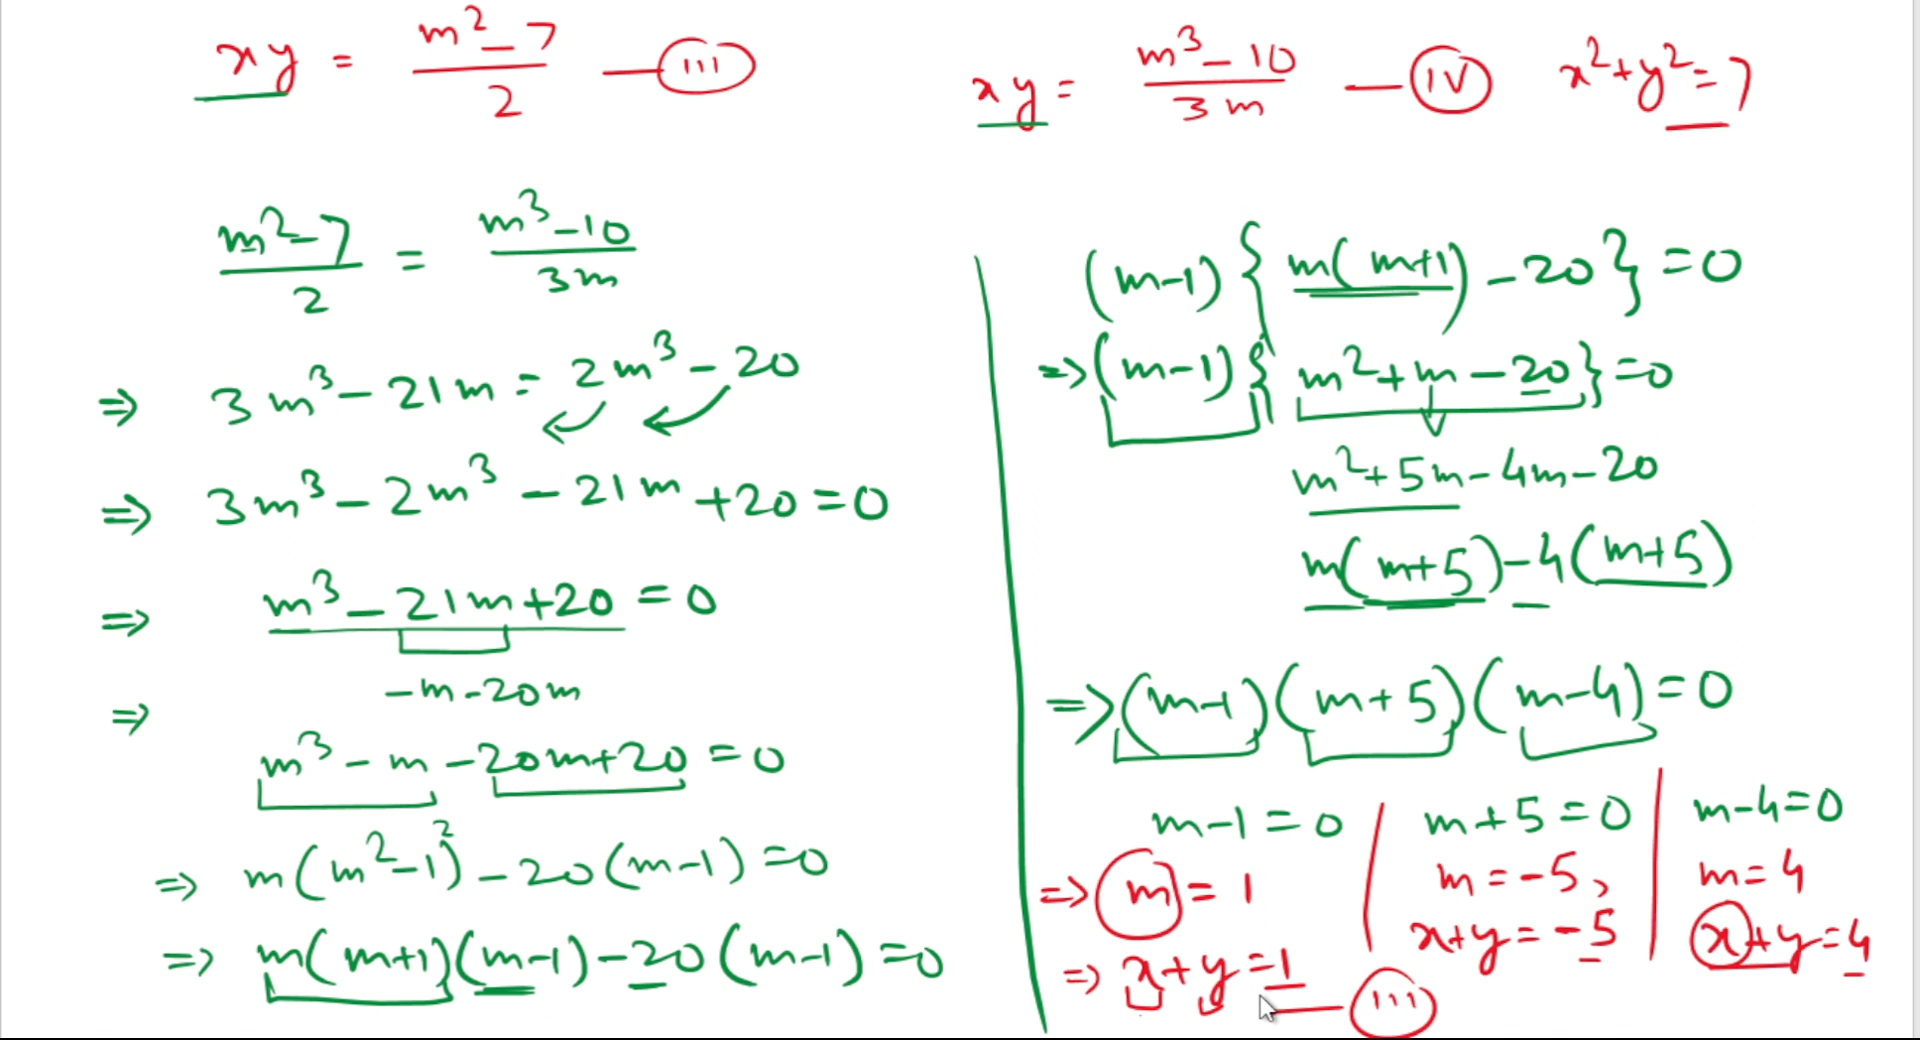 xy = (m² - 7)/2 — (iii)
xy = (m³ - 10)/(3m) — (iv)
x² + y² = 7
(m² - 7)/2 = (m³ - 10)/(3m)
⇒ 3m³ - 21m = 2m³ - 20
⇒ 3m³ - 2m³ - 21m + 20 = 0
⇒ m³ - 21m + 20 = 0
-m - 20m
⇒ m³ - m - 20m + 20 = 0
⇒ m(m² - 1²) - 20(m - 1) = 0
⇒ m(m+1)(m-1) - 20(m-1) = 0
(m-1){m(m+1) - 20} = 0
⇒ (m-1){m² + m - 20} = 0
m² + 5m - 4m - 20
m(m+5) - 4(m+5)
⇒ (m-1)(m+5)(m-4) = 0
m - 1 = 0
⇒ m = 1
⇒ x + y = 1 — (iii)
m + 5 = 0
m = -5,
x + y = -5
m - 4 = 0
m = 4
x + y = 4